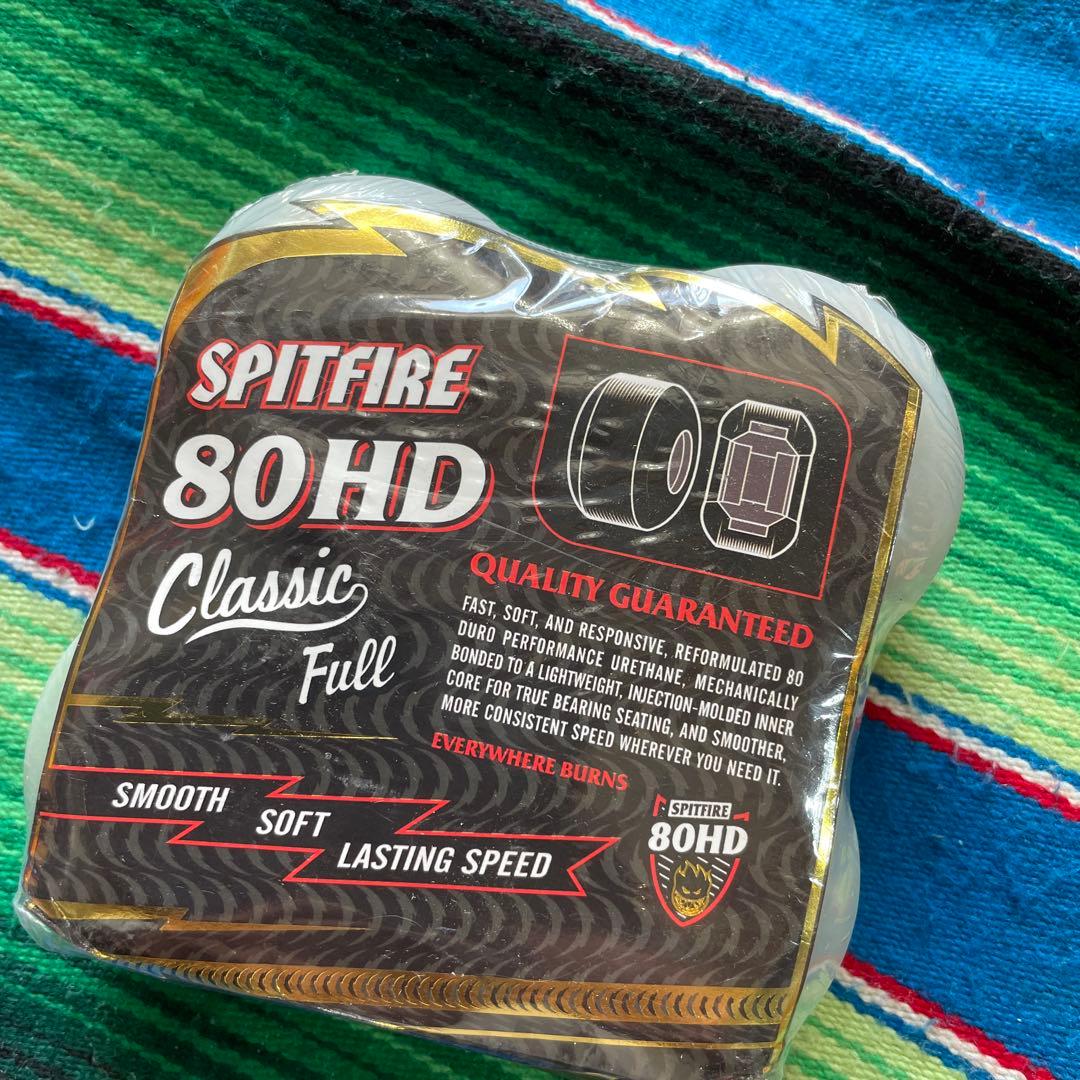 SPITFIRE
80HD
Classic
Full
QUALITY GUARANTEED
FAST, SOFT, AND RESPONSIVE, REFORMULATED 80
DURO PERFORMANCE URETHANE, MECHANICALLY
BONDED TO A LIGHTWEIGHT, INJECTION-MOLDED INNER
CORE FOR TRUE BEARING SEATING, AND SMOOTHER,
MORE CONSISTENT SPEED WHEREVER YOU NEED IT.
EVERYWHERE BURNS
SMOOTH
SOFT
LASTING SPEED
SPITFIRE
80HD